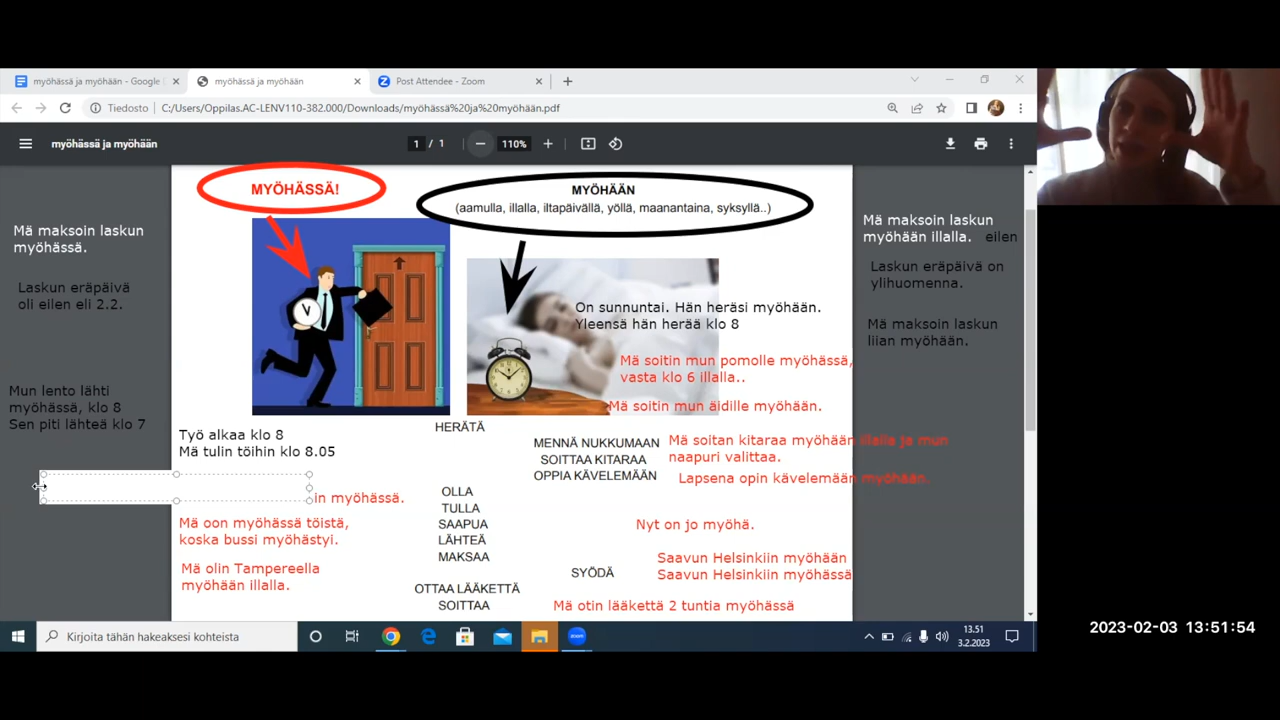 myöhässä ja myöhään - Google
myöhässä ja myöhään
Post Attendee - Zoom
Tiedosto
C:/Users/Oppilas.AC-LENV110-382.000/Downloads/myöhässä%20ja%20myöhään.pdf
myöhässä ja myöhään
1 / 1
110%
MYÖHÄSSÄ!
MYÖHÄÄN
(aamulla, illalla, iltapäivällä, yöllä, maanantaina, syksyllä..)
Mä maksoin laskun
myöhässä.
Laskun eräpäivä
oli eilen eli 2.2.
Mun lento lähti
myöhässä, klo 8
Sen piti lähteä klo 7
Mä maksoin laskun
myöhään illalla. eilen
Laskun eräpäivä on
ylihuomenna.
Mä maksoin laskun
liian myöhään.
On sunnuntai. Hän heräsi myöhään.
Yleensä hän herää klo 8
Mä soitin mun pomolle myöhässä,
vasta klo 6 illalla..
Mä soitin mun äidille myöhään.
Työ alkaa klo 8
Mä tulin töihin klo 8.05
in myöhässä.
Mä oon myöhässä töistä,
koska bussi myöhästyi.
Mä olin Tampereella
myöhään illalla.
HERÄTÄ
MENNÄ NUKKUMAAN
SOITTAA KITARAA
OPPIA KÄVELEMÄÄN
Mä soitan kitaraa myöhään illalla ja mun
naapuri valittaa.
Lapsena opin kävelemään myöhään.
OLLA
TULLA
SAAPUA
LÄHTEÄ
MAKSAA
Nyt on jo myöhä.
SYÖDÄ
Saavun Helsinkiin myöhään
Saavun Helsinkiin myöhässä
OTTAA LÄÄKETTÄ
SOITTAA
Mä otin lääkettä 2 tuntia myöhässä
Kirjoita tähän hakeaksesi kohteista
zoom
13.51
3.2.2023
2023-02-03 13:51:54